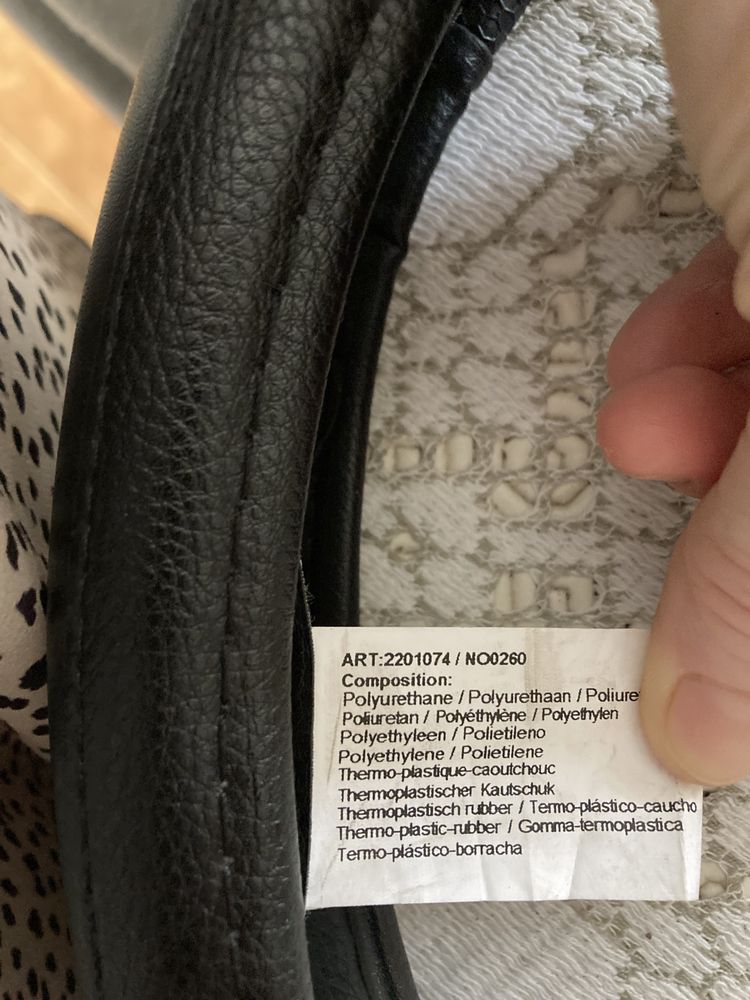 ART:2201074 / NO0260
Composition:
Polyurethane / Polyurethaan /
Poliuretan / Polyéthylène / Polyethylen
Polyethyleen / Polietileno
Polyethylene / Polietilene
Thermo-plastique-caoutchouc
Thermoplastischer Kautschuk
Thermoplastisch rubber / Termo-plástico-caucho
Thermo-plastic-rubber / Gomma-termoplastica
Termo-plástico-borracha